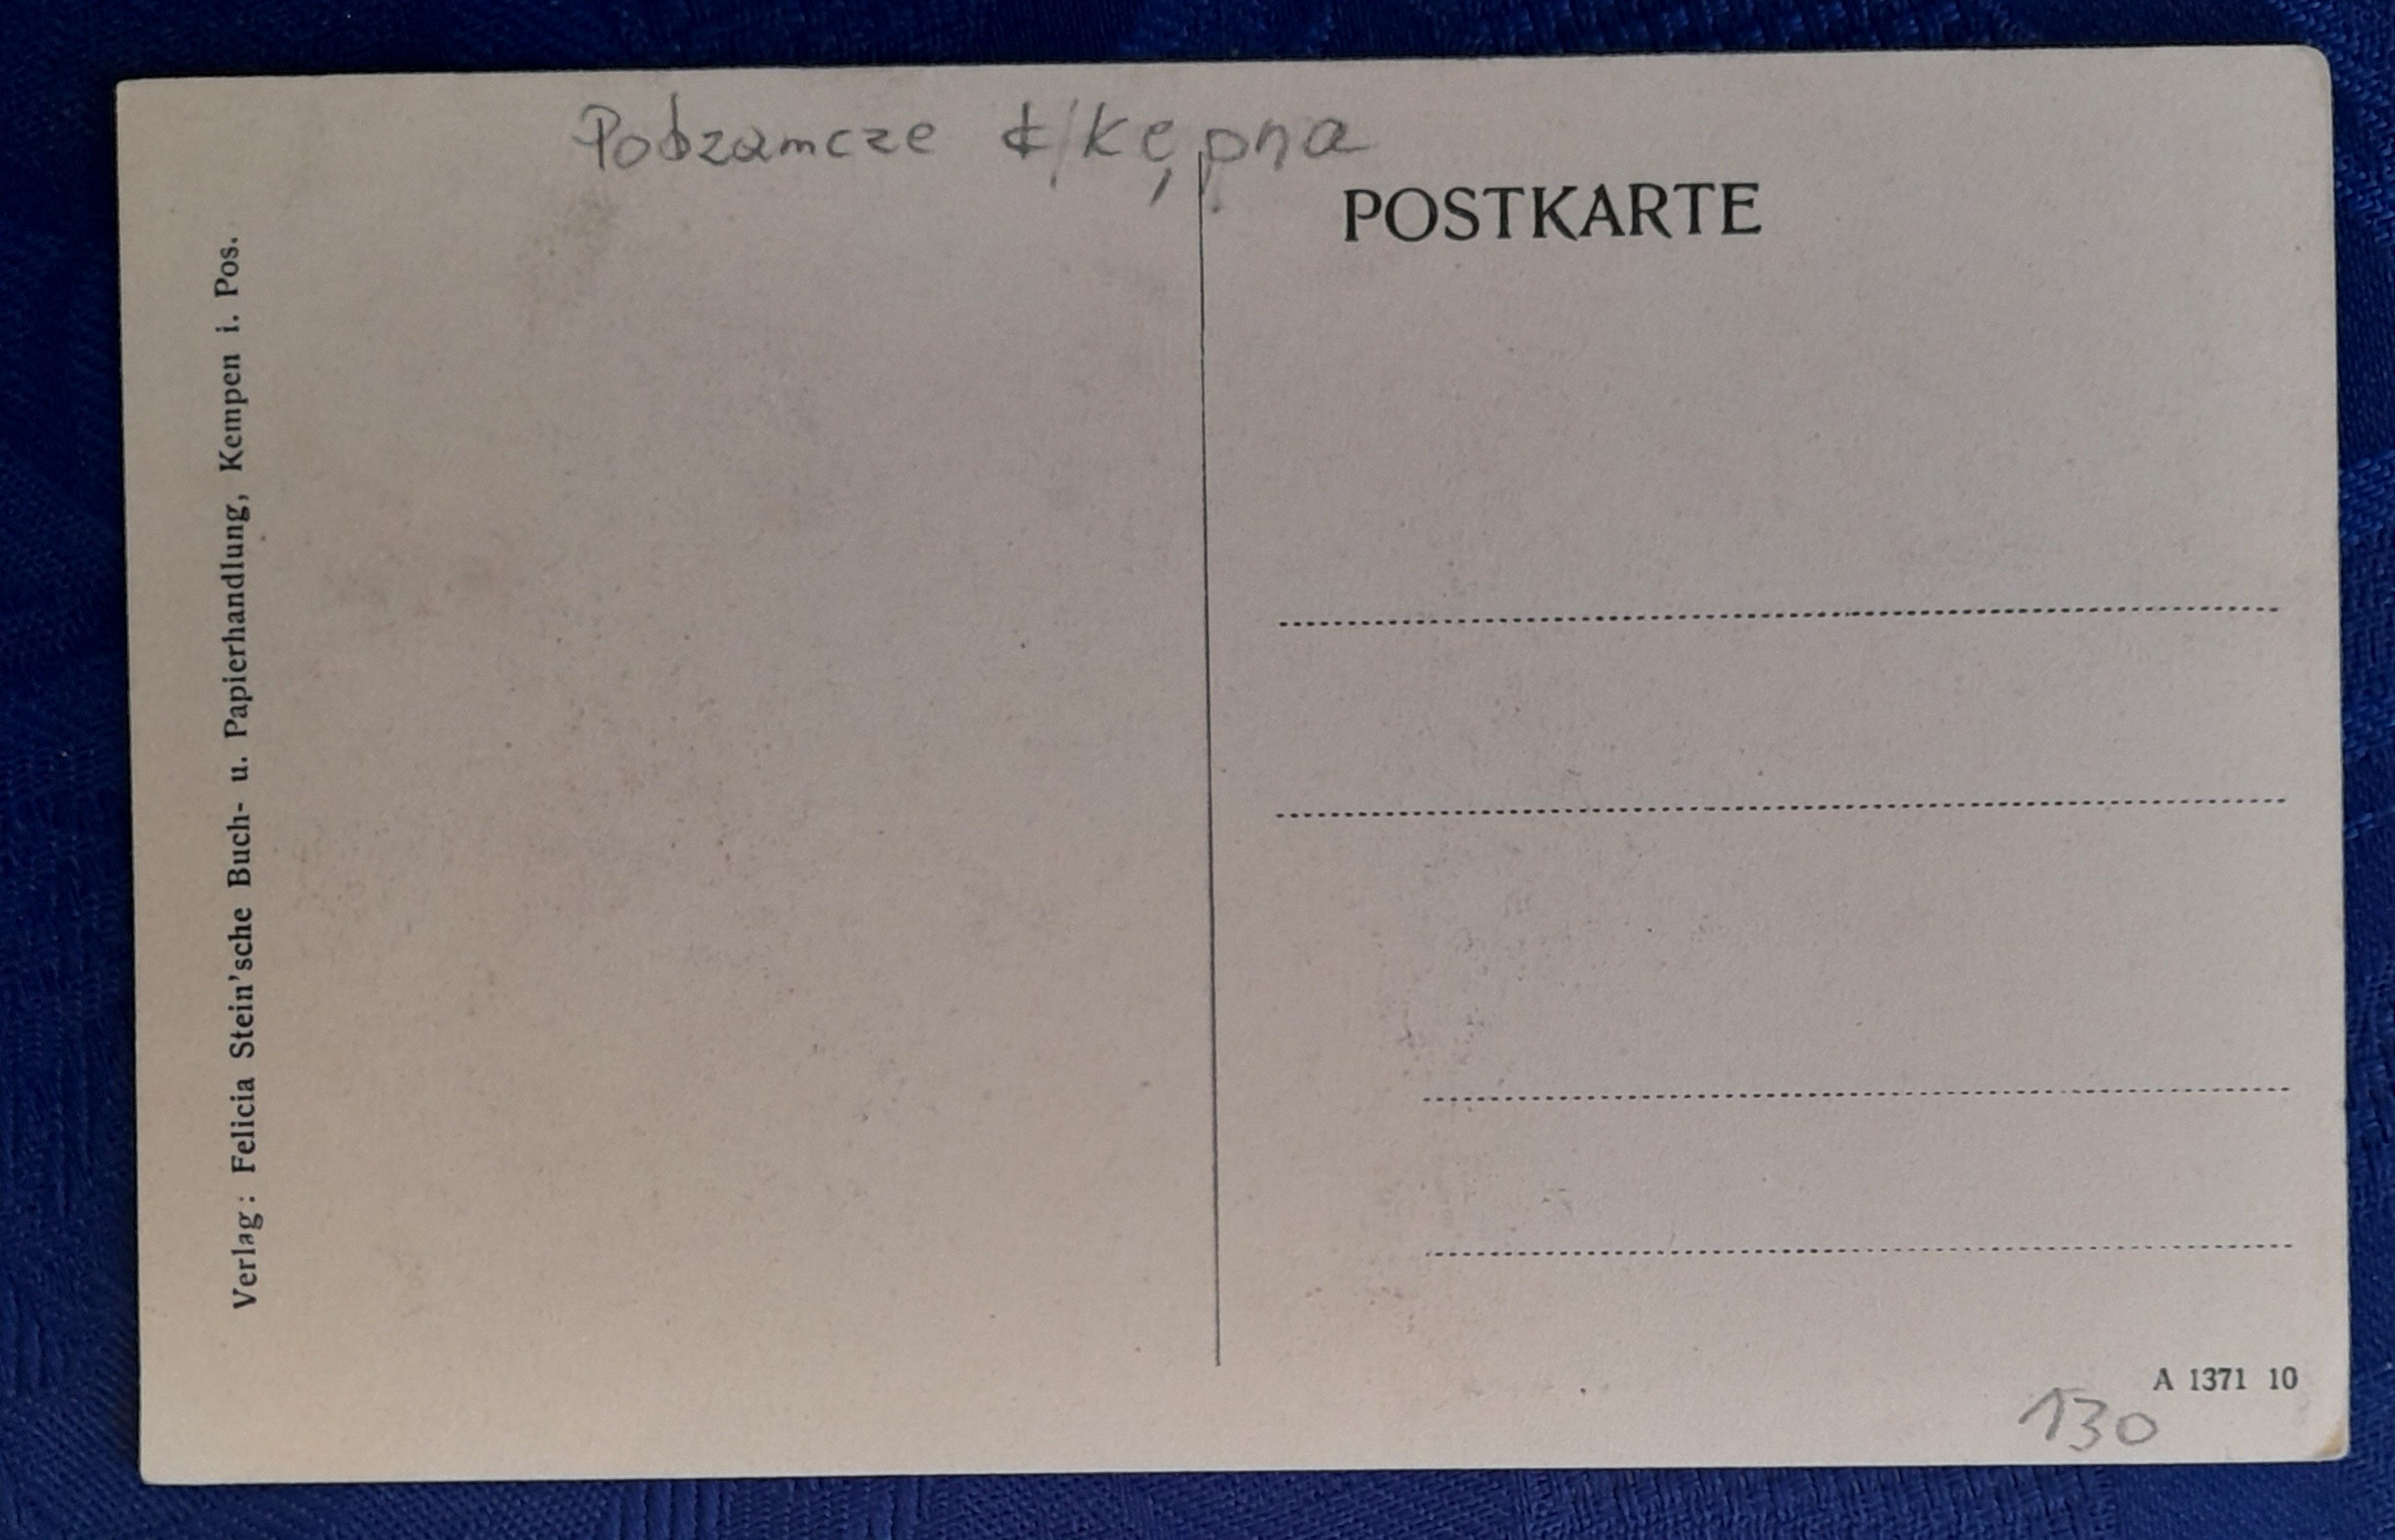 Podzamcze k/Kępna
POSTKARTE
Verlag: Felicia Stein'sche Buch- u. Papierhandlung, Kempen i. Pos.
A 1371 10
130